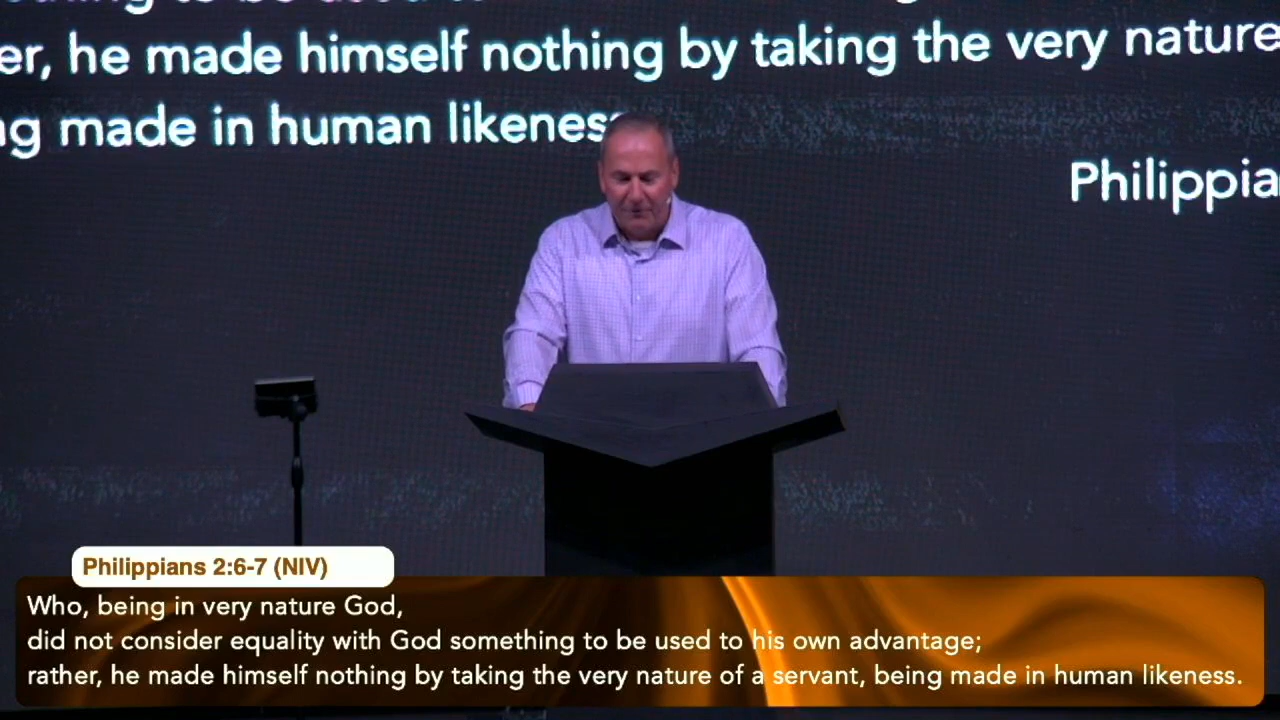 er, he made himself nothing by taking the very nature
ng made in human likeness
Philippia
Philippians 2:6-7 (NIV)
Who, being in very nature God,
did not consider equality with God something to be used to his own advantage;
rather, he made himself nothing by taking the very nature of a servant, being made in human likeness.